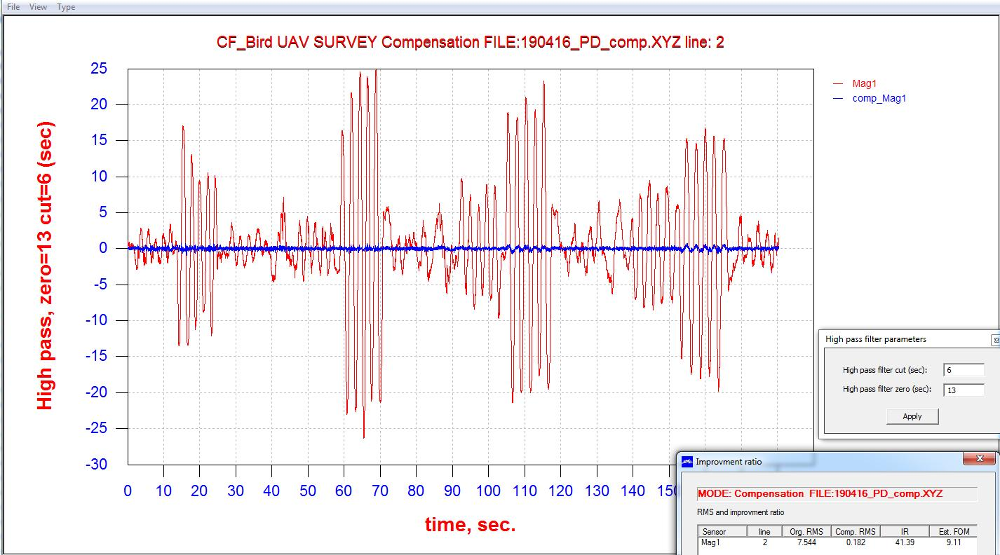 File View Type
CF_Bird UAV SURVEY Compensation FILE:190416_PD_comp.XYZ line: 2
High pass, zero=13 cut=6 (sec)
25
20
15
10
5
0
-5
-10
-15
-20
-25
-30
0 10 20 30 40 50 60 70 80 90 100 110 120 130 140
time, sec.
Mag1
comp_Mag1
High pass filter parameters
High pass filter cut (sec): 6
High pass filter zero (sec): 13
Apply
Improvment ratio
MODE: Compensation FILE:190416_PD_comp.XYZ
RMS and improvment ratio
Sensor line Org. RMS Comp. RMS IR Est. FOM
Mag1 2 7.544 0.182 41.39 9.11